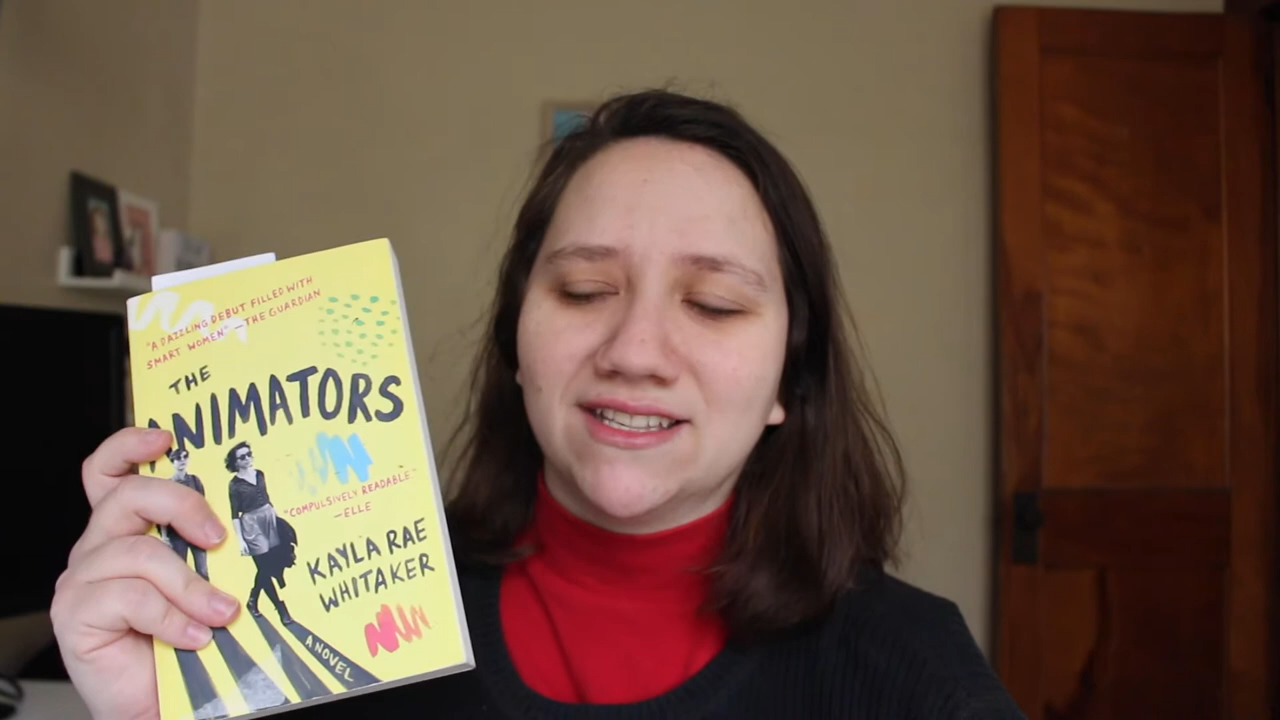 "A DAZZLING DEBUT FILLED WITH
SMART WOMEN" —THE GUARDIAN
THE
ANIMATORS
"COMPULSIVELY READABLE"
—ELLE
KAYLA RAE
WHITAKER
A NOVEL